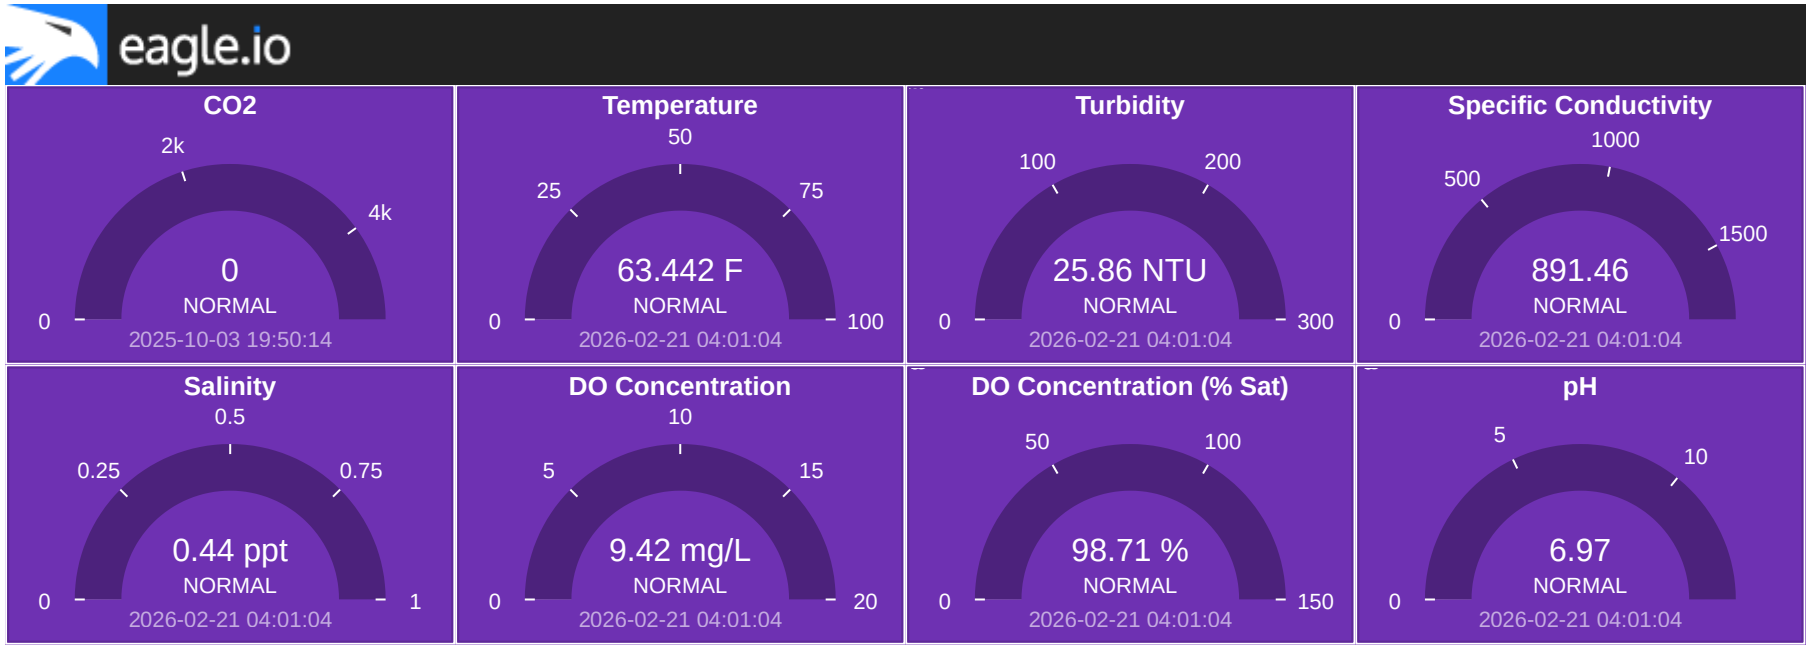 eagle.io
CO2
2k
4k
0
0
NORMAL
2025-10-03 19:50:14
Temperature
50
25
75
63.442 F
NORMAL
0
100
2026-02-21 04:01:04
Turbidity
100
200
25.86 NTU
NORMAL
0
300
2026-02-21 04:01:04
Specific Conductivity
1000
500
1500
891.46
NORMAL
0
2026-02-21 04:01:04
Salinity
0.5
0.25
0.75
0.44 ppt
NORMAL
0
1
2026-02-21 04:01:04
DO Concentration
10
5
15
9.42 mg/L
NORMAL
0
20
2026-02-21 04:01:04
DO Concentration (% Sat)
50
100
98.71 %
NORMAL
0
150
2026-02-21 04:01:04
pH
5
10
6.97
NORMAL
0
2026-02-21 04:01:04